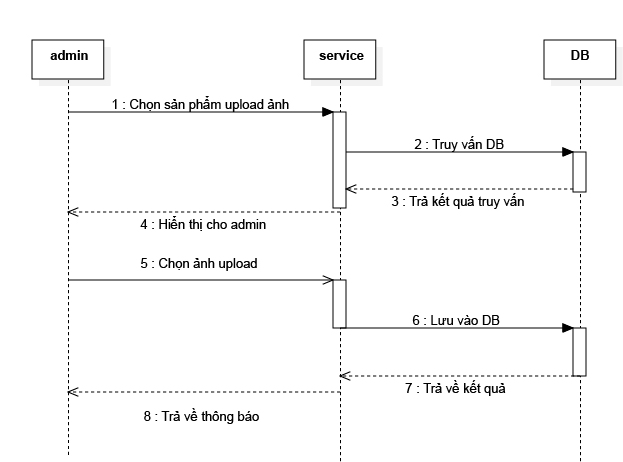 admin
service
DB
1 : Chọn sản phẩm upload ảnh
2 : Truy vấn DB
3 : Trả kết quả truy vấn
4 : Hiển thị cho admin
5 : Chọn ảnh upload
6 : Lưu vào DB
7 : Trả về kết quả
8 : Trả về thông báo